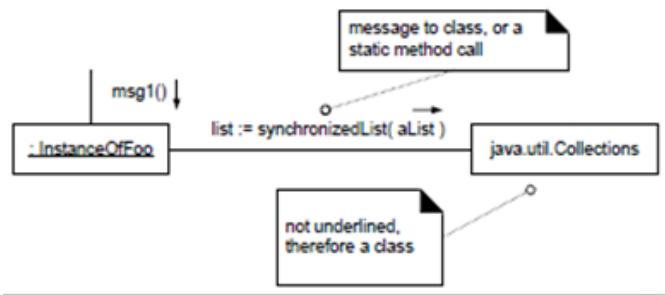 message to class, or a
static method call
msg1()
list := synchronizedList( aList )
: InstanceOfFoo
java.util.Collections
not underlined,
therefore a class